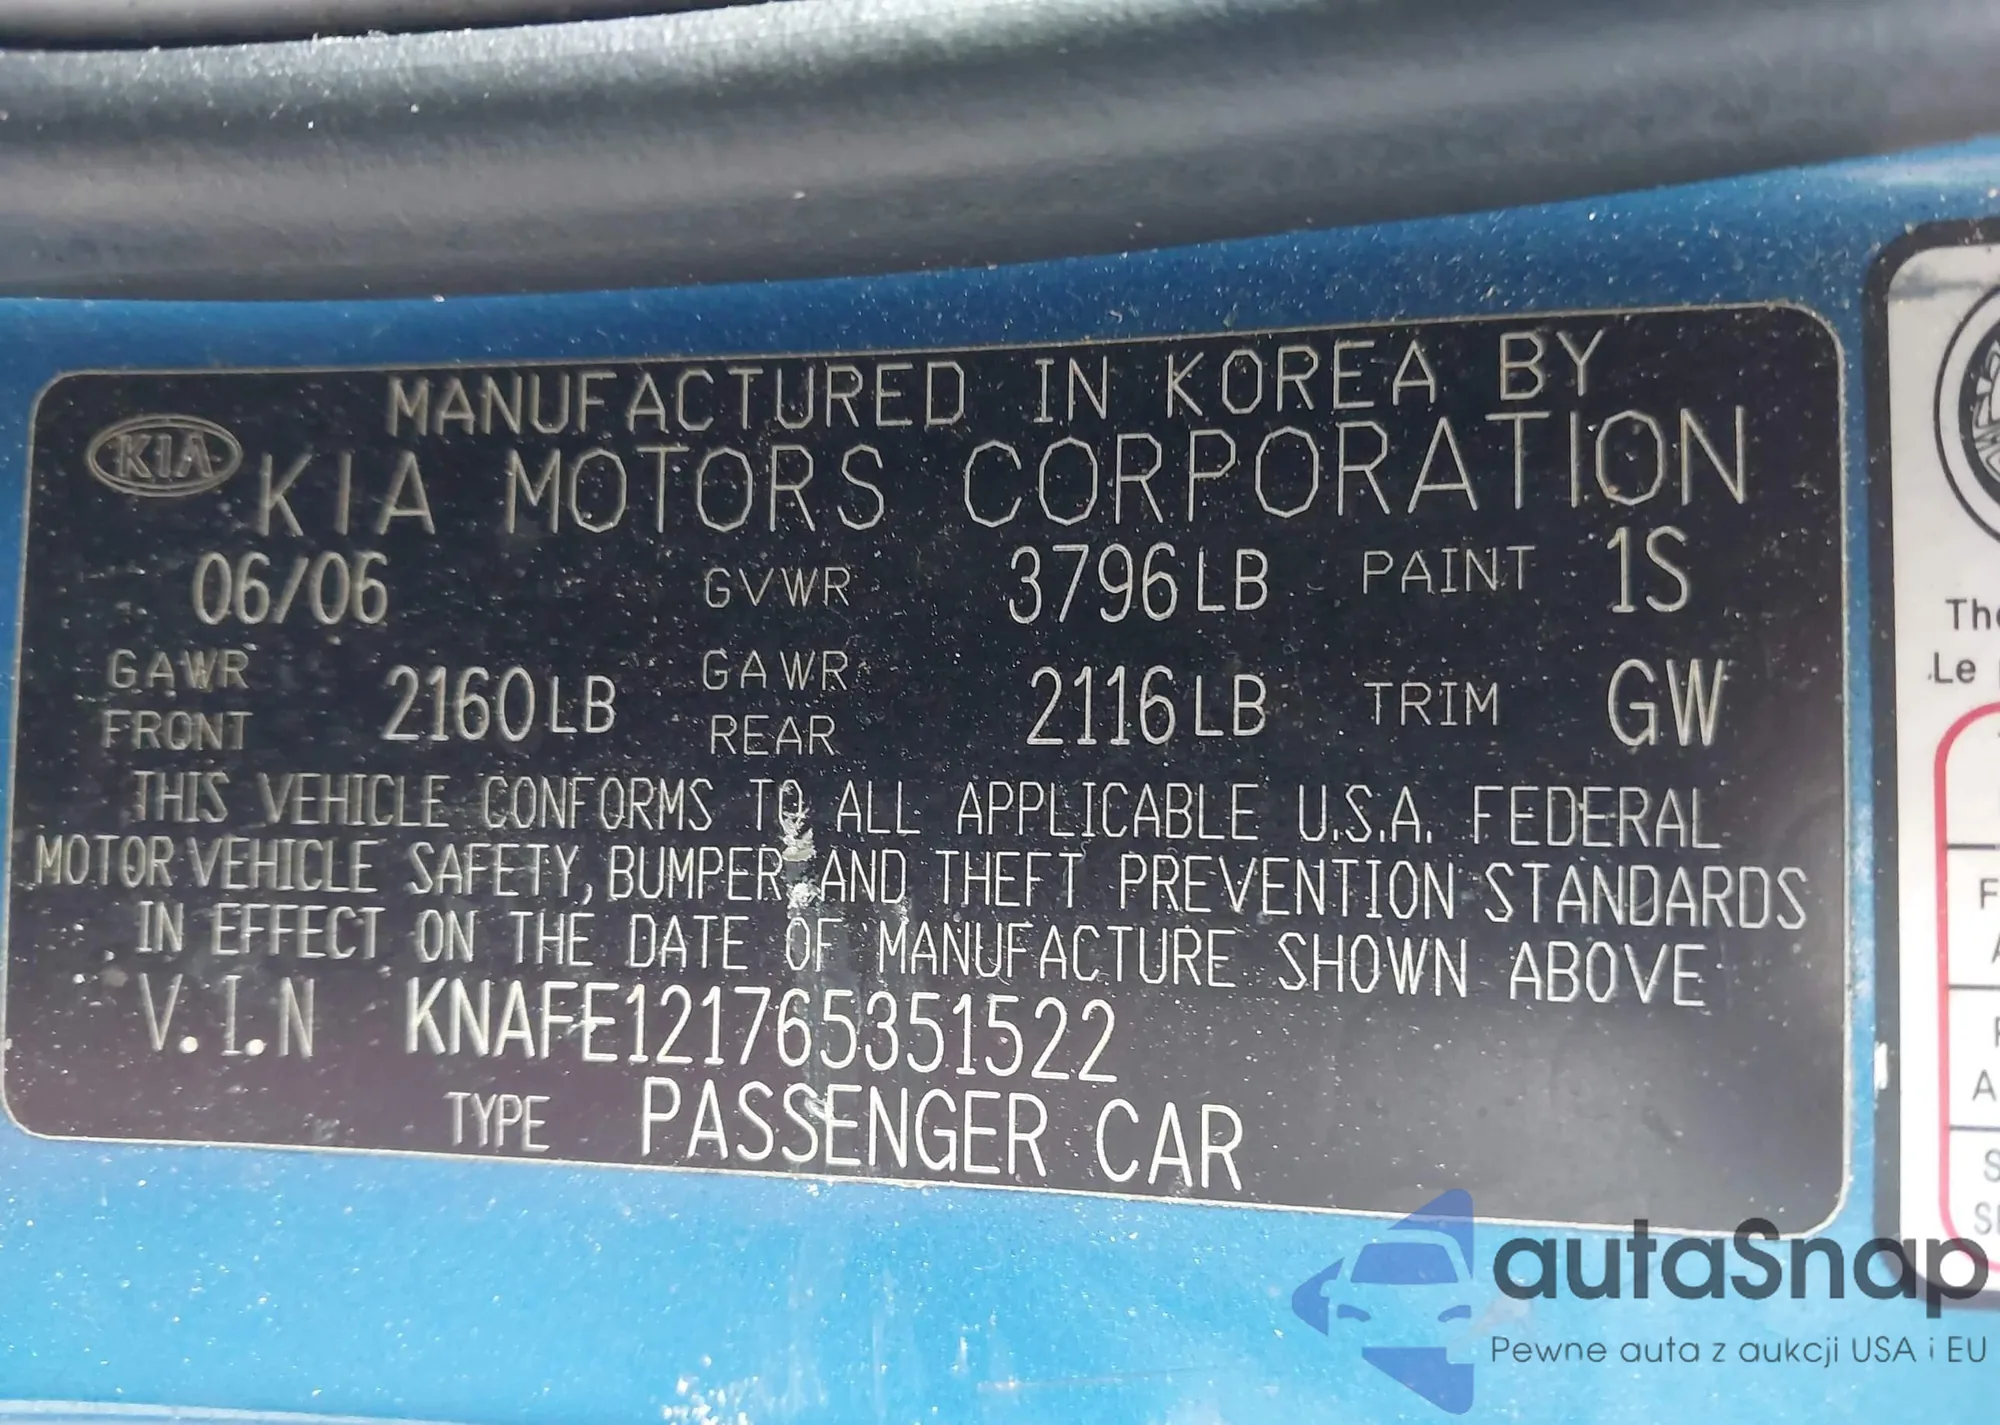 MANUFACTURED IN KOREA BY
KIA KIA MOTORS CORPORATION
06/06 GVWR 3796LB PAINT 1S
GAWR FRONT 2160LB GAWR REAR 2116LB TRIM GW
THIS VEHICLE CONFORMS TO ALL APPLICABLE U.S.A. FEDERAL
MOTOR VEHICLE SAFETY, BUMPER, AND THEFT PREVENTION STANDARDS
IN EFFECT ON THE DATE OF MANUFACTURE SHOWN ABOVE
V.I.N KNAFE121765351522
TYPE PASSENGER CAR
Le
autaSnap
Pewne auta z aukcji USA i EU